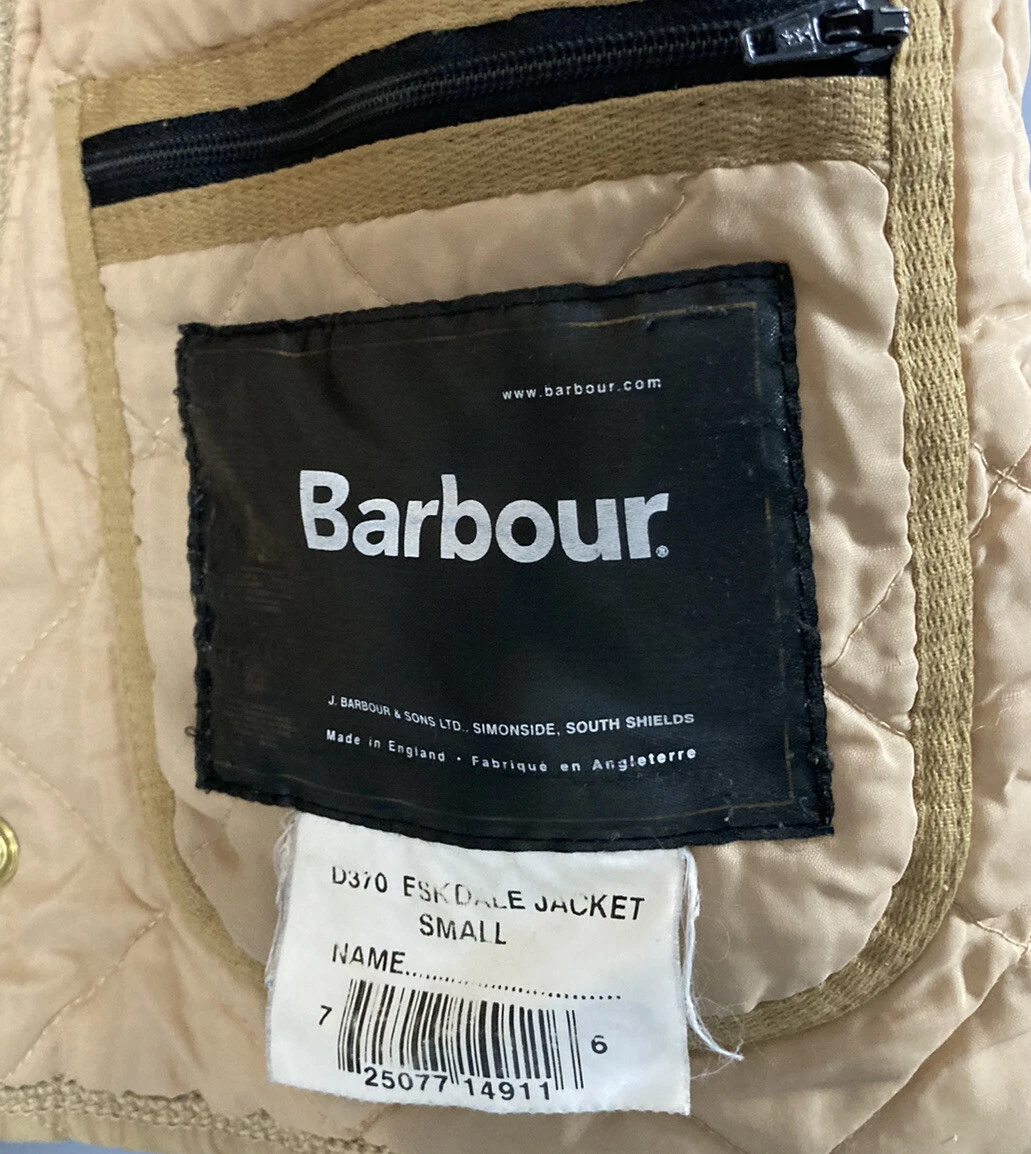 www.barbour.com
Barbour®
J. BARBOUR & SONS LTD., SIMONSIDE, SOUTH SHIELDS
Made in England · Fabriqué en Angleterre
D370 ESKDALE JACKET
SMALL
NAME................................
7 25077 14911 6